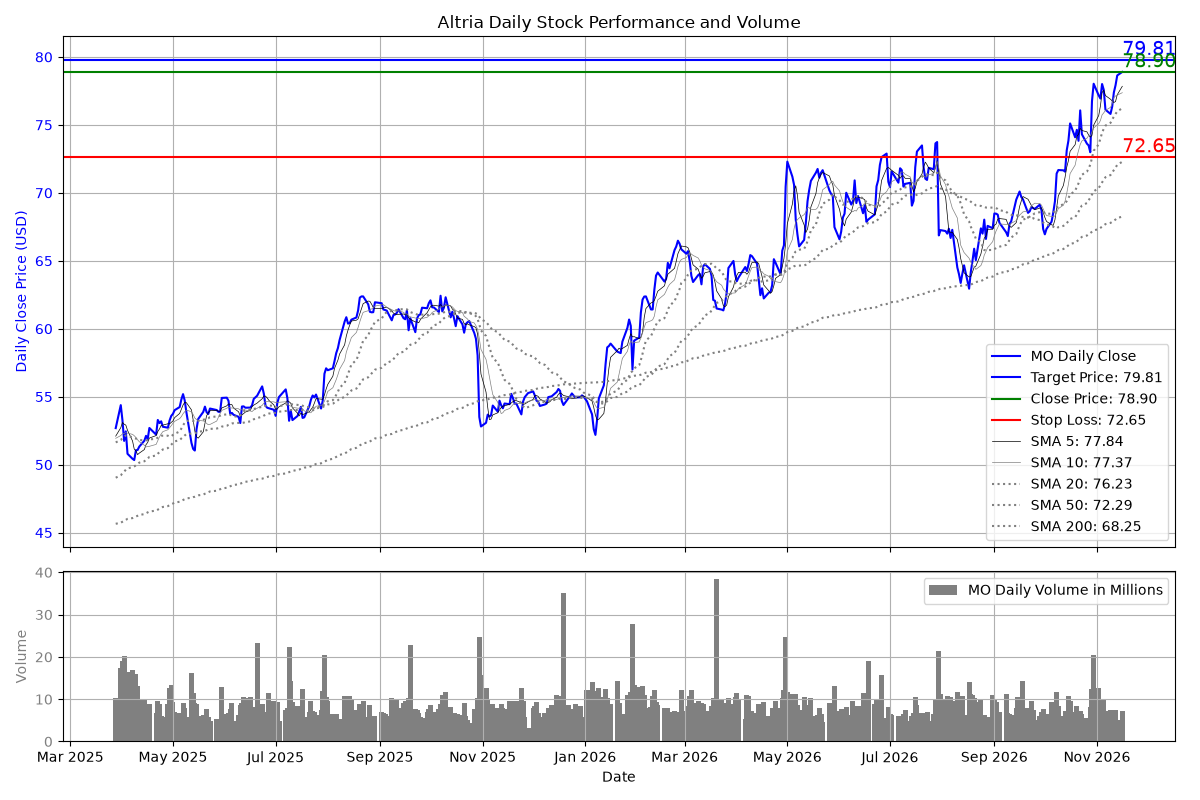 Altria Daily Stock Performance and Volume
79.81
78.90
72.65
80
75
70
65
60
55
50
45
Daily Close Price (USD)
MO Daily Close
Target Price: 79.81
Close Price: 78.90
Stop Loss: 72.65
SMA 5: 77.84
SMA 10: 77.37
SMA 20: 76.23
SMA 50: 72.29
SMA 200: 68.25
40
30
20
10
0
Volume
MO Daily Volume in Millions
Mar 2025 May 2025 Jul 2025 Sep 2025 Nov 2025 Jan 2026 Mar 2026 May 2026 Jul 2026 Sep 2026 Nov 2026
Date